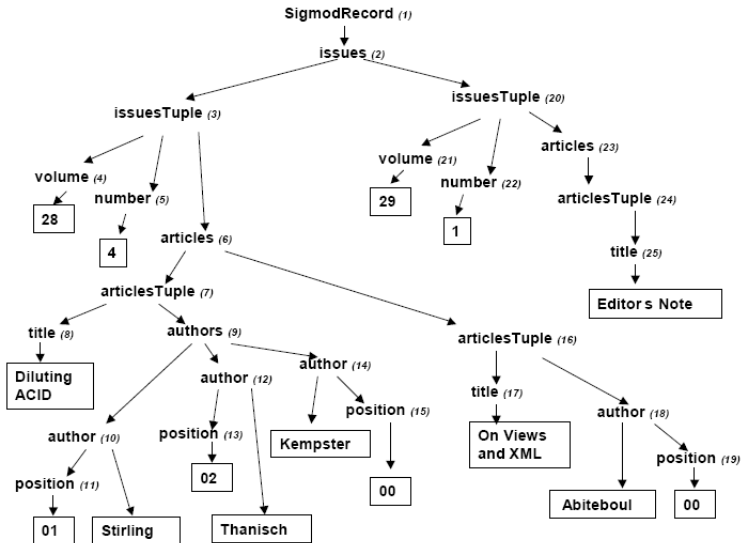 SigmodRecord (1)
issues (2)
issuesTuple (3)
issuesTuple (20)
volume (4)
number (5)
28
4
volume (21)
number (22)
articles (23)
29
1
articlesTuple (24)
title (25)
Editor's Note
articles (6)
articlesTuple (7)
title (8)
authors (9)
Diluting
ACID
author (10)
author (12)
author (14)
position (11)
position (13)
position (15)
Kempster
01
Stirling
02
Thanisch
00
articlesTuple (16)
title (17)
author (18)
On Views
and XML
position (19)
Abiteboul
00